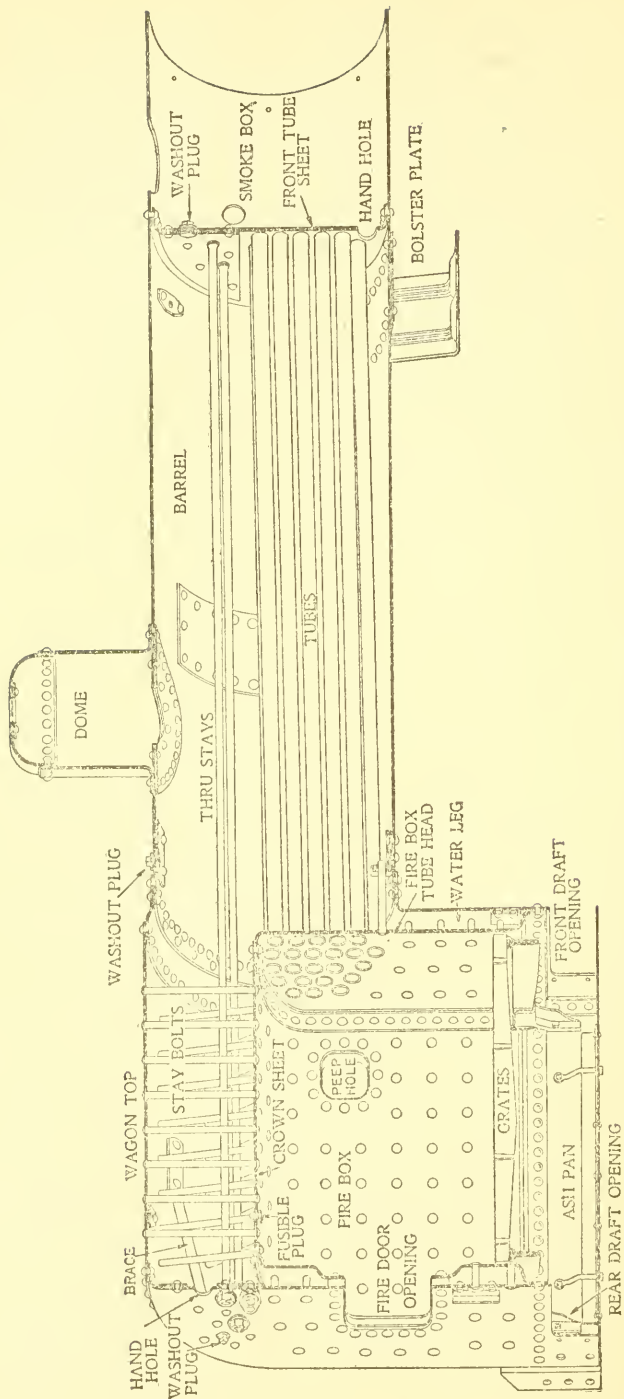 WASHOUT
PLUG
SMOKE BOX
FRONT TUBE
SHEET
HAND HOLE
BOLSTER PLATE
BARREL
TUBES
DOME
THRU STAYS
WASHOUT PLUG
FIRE BOX
TUBE HEAD
WATER LEG
FRONT DRAFT
OPENING
WAGON TOP
STAY BOLTS
CROWN SHEET
PEEP
HOLE
GRATES
BRACE
FUSIBLE
PLUG
FIRE BOX
FIRE DOOR
OPENING
ASH PAN
HAND
HOLE
WASHOUT
PLUG
REAR DRAFT OPENING